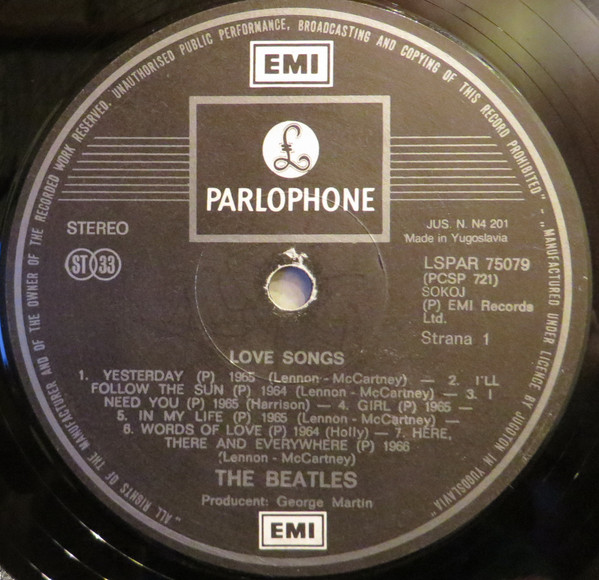 "ALL RIGHTS OF THE MANUFACTURER AND OF THE OWNER OF THE RECORDED WORK RESERVED. UNAUTHORISED PUBLIC PERFORMANCE, BROADCASTING AND COPYING OF THIS RECORD PROHIBITED" - "MANUFACTURED UNDER LICENCE BY JUGOTON IN YUGOSLAVIA"
EMI
£
PARLOPHONE
STEREO
ST 33
JUS. N. N4 201
Made in Yugoslavia
LSPAR 75079
(PCSP 721)
SOKOJ
(P) EMI Records
Ltd.
Strana 1
LOVE SONGS
1. YESTERDAY (P) 1965 (Lennon - McCartney) — 2. I'LL
FOLLOW THE SUN (P) 1964 (Lennon - McCartney) — 3. I
NEED YOU (P) 1965 (Harrison) — 4. GIRL (P) 1965 —
5. IN MY LIFE (P) 1965 (Lennon - McCartney) —
6. WORDS OF LOVE (P) 1964 (Holly) — 7. HERE,
THERE AND EVERYWHERE (P) 1966
(Lennon - McCartney)
THE BEATLES
Producent: George Martin
EMI